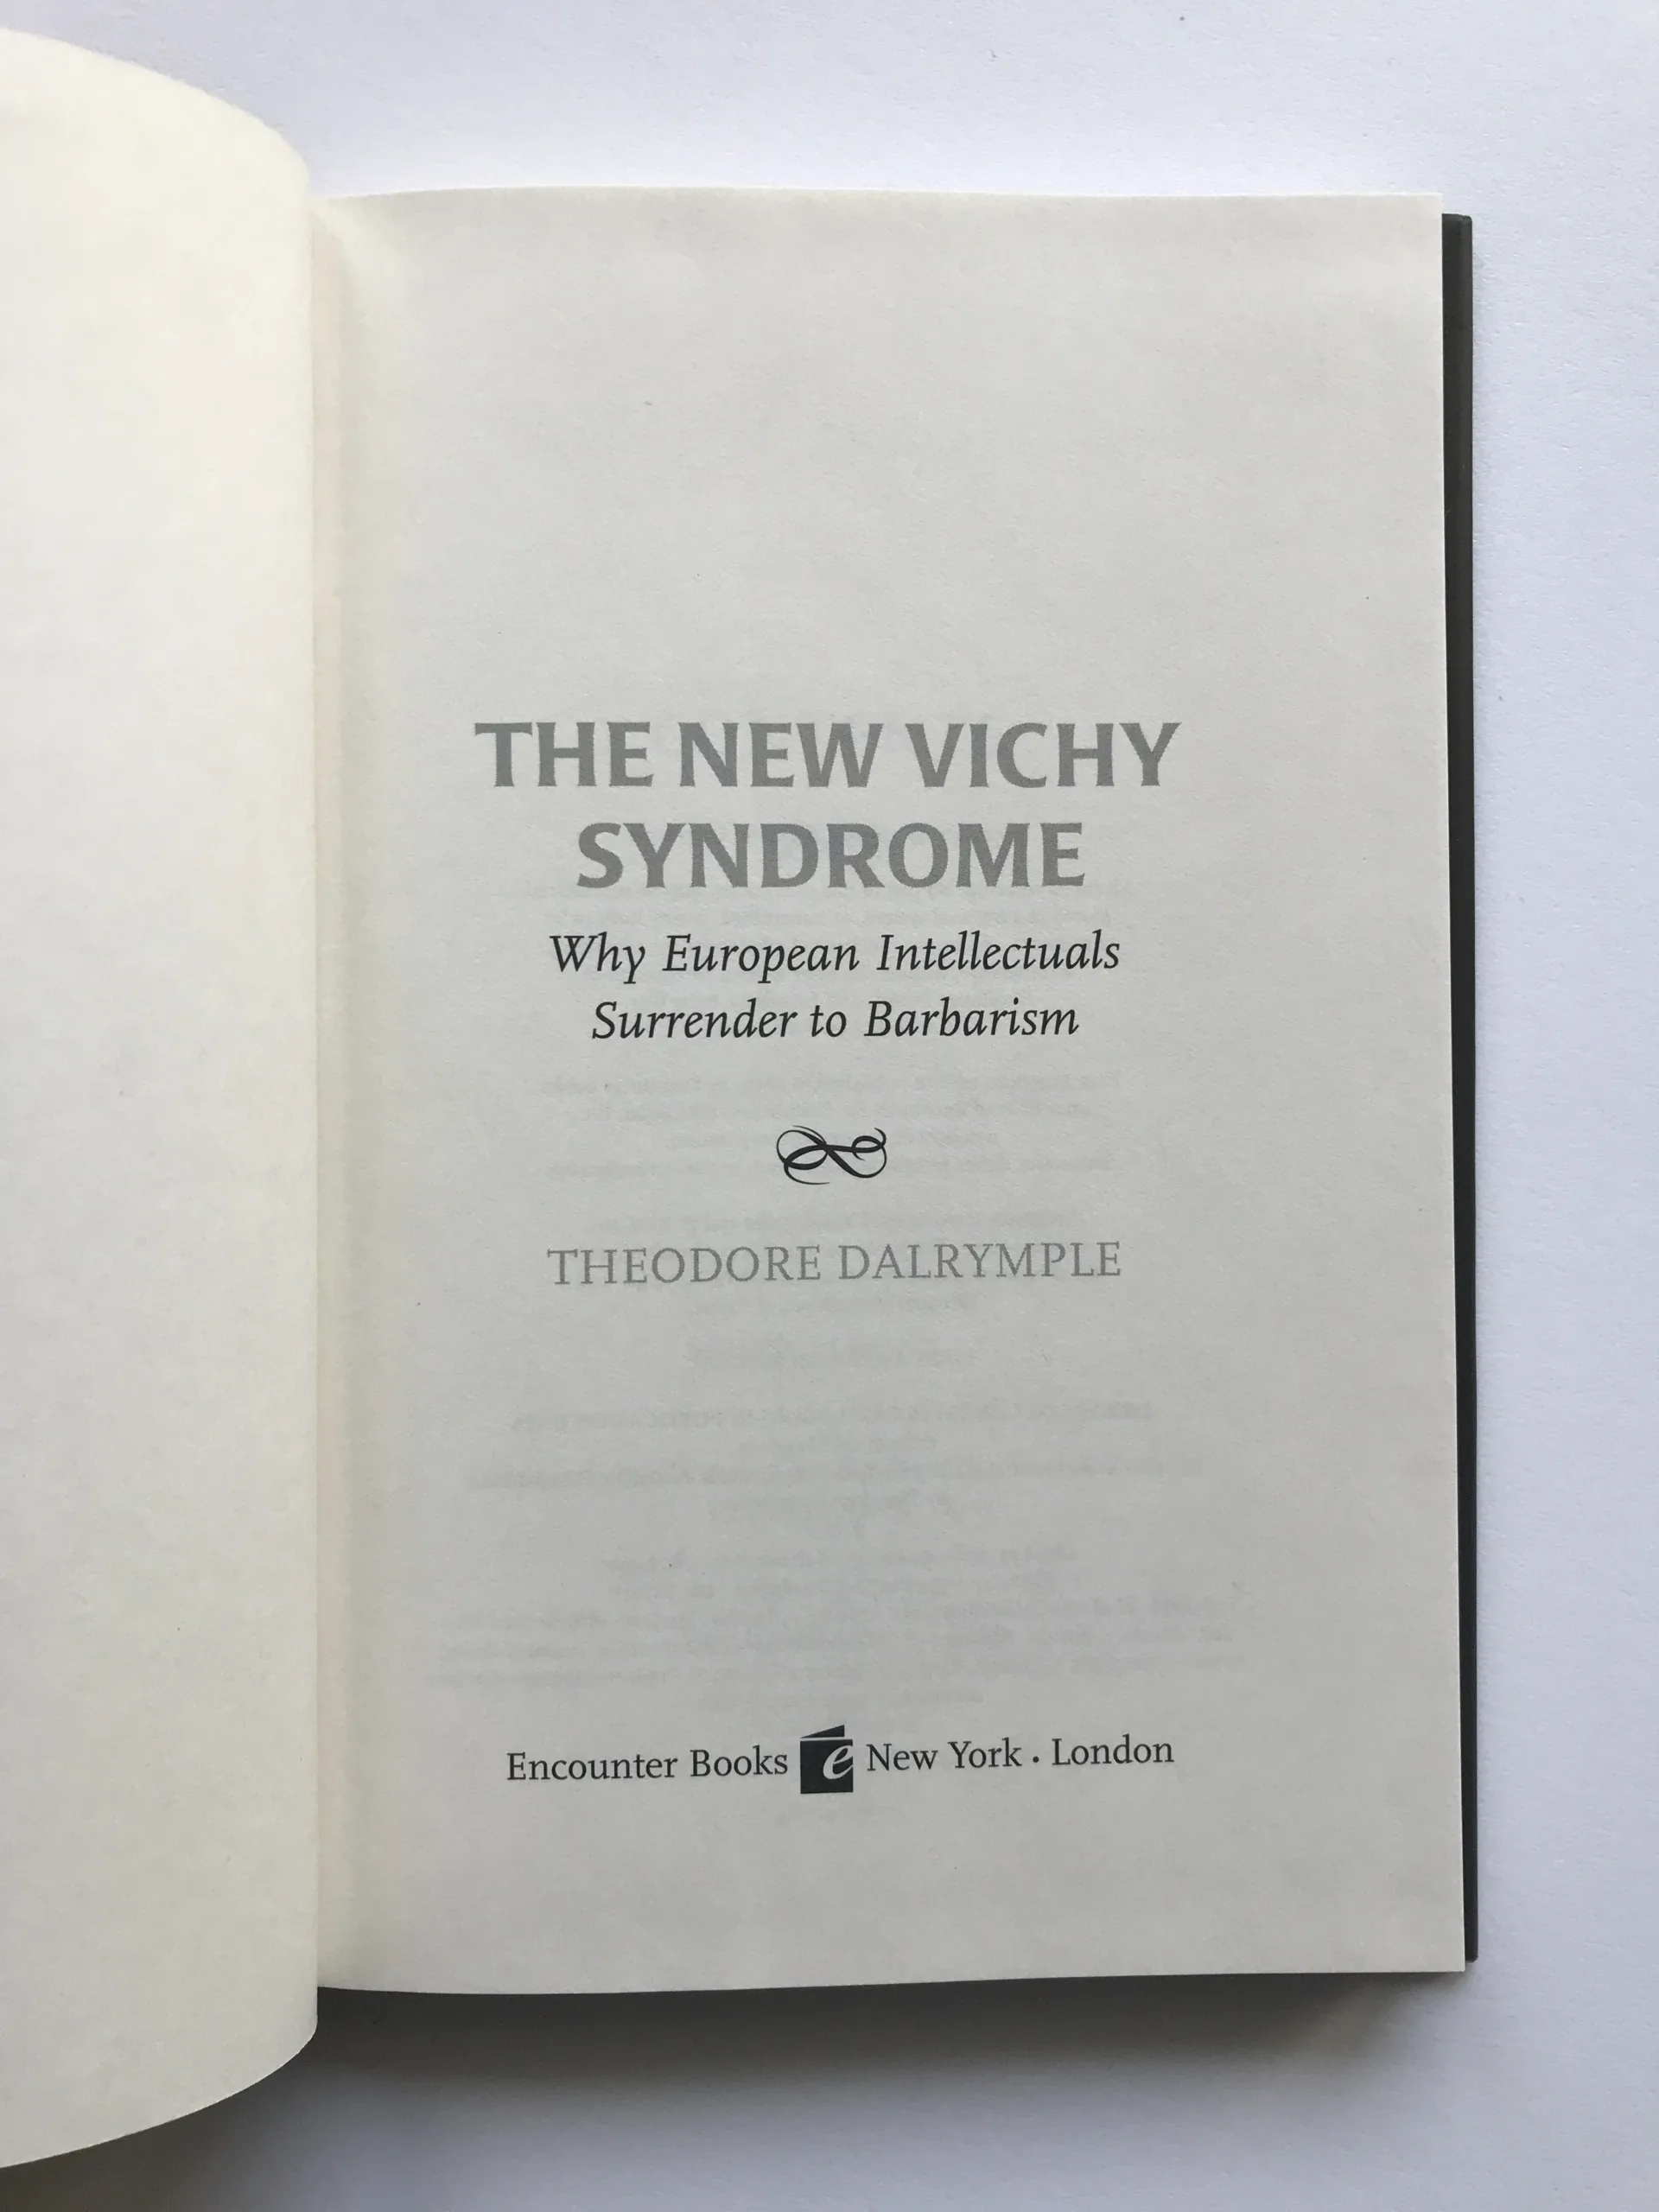 THE NEW VICHY
SYNDROME
Why European Intellectuals
Surrender to Barbarism
THEODORE DALRYMPLE
Encounter Books e New York . London